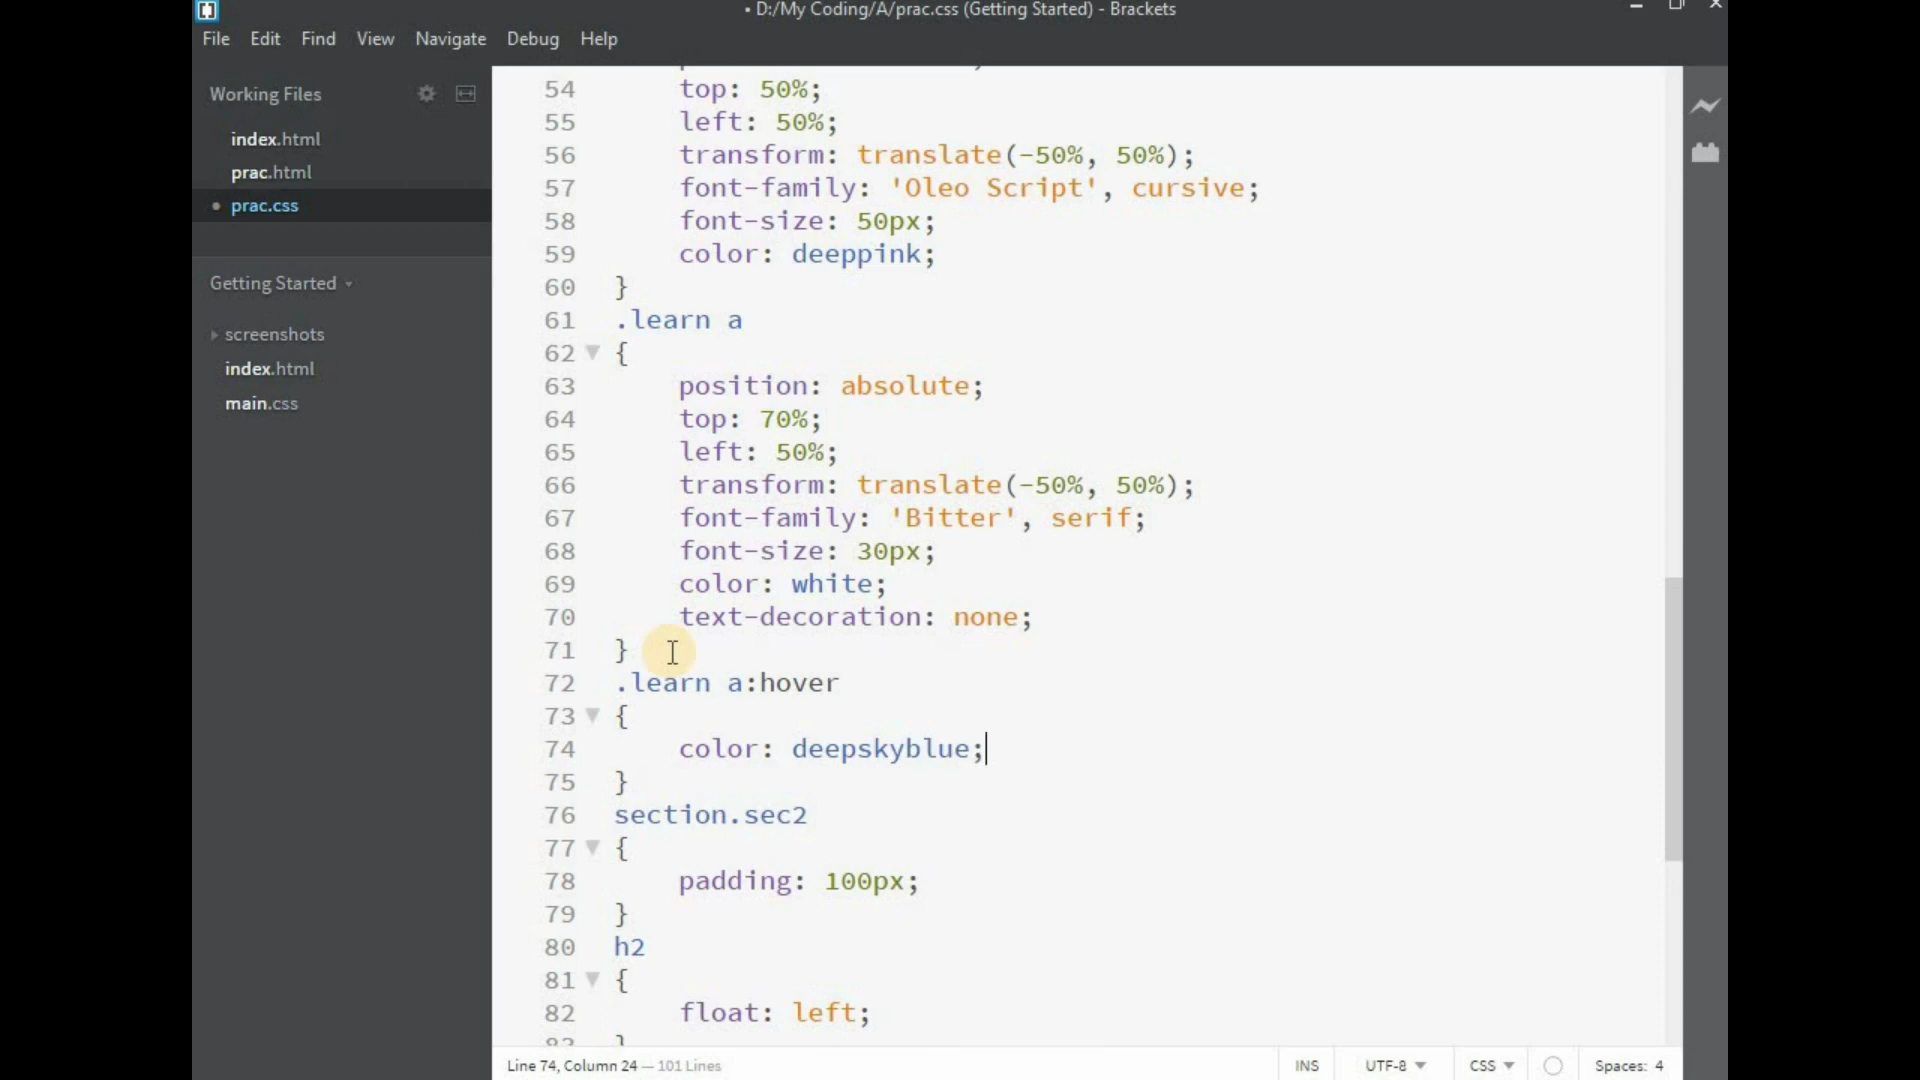 • D:/My Coding/A/prac.css (Getting Started) - Brackets
File Edit Find View Navigate Debug Help
Working Files
index.html
prac.html
• prac.css
Getting Started
screenshots
index.html
main.css
54 top: 50%;
55 left: 50%;
56 transform: translate(-50%, 50%);
57 font-family: 'Oleo Script', cursive;
58 font-size: 50px;
59 color: deeppink;
60 }
61 .learn a
62 {
63 position: absolute;
64 top: 70%;
65 left: 50%;
66 transform: translate(-50%, 50%);
67 font-family: 'Bitter', serif;
68 font-size: 30px;
69 color: white;
70 text-decoration: none;
71 }
72 .learn a:hover
73 {
74 color: deepskyblue;
75 }
76 section.sec2
77 {
78 padding: 100px;
79 }
80 h2
81 {
82 float: left;
Line 74, Column 24 — 101 Lines
INS UTF-8 CSS Spaces: 4